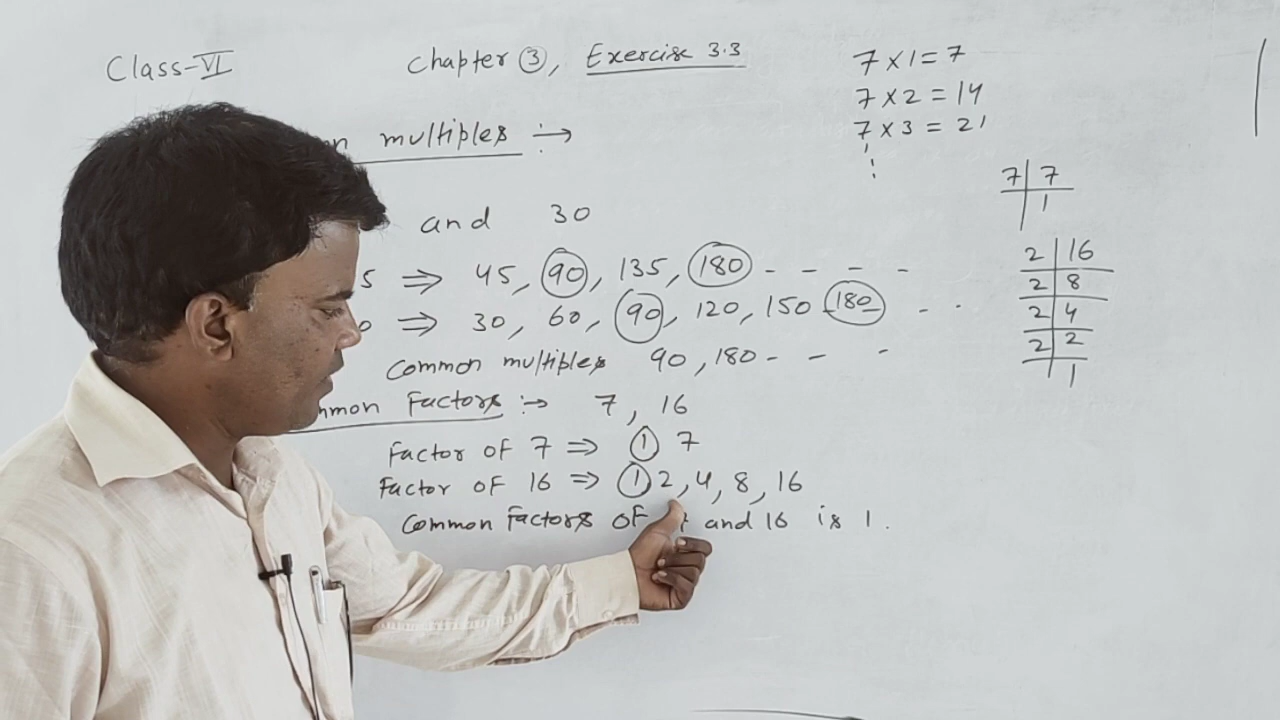 Class-VI
Chapter ③, Exercise 3.3
multiples :→
and 30
5 ⇒ 45, 90, 135, 180 - - - -
0 ⇒ 30, 60, 90, 120, 150 180 - .
Common multiples 90, 180 - - -
mmon Factors :→ 7, 16
Factor of 7 ⇒ ① 7
Factor of 16 ⇒ ① 2, 4, 8, 16
Common Factors of 7 and 16 is 1.
7 × 1 = 7
7 × 2 = 14
7 × 3 = 21
7 | 7
1
2 | 16
2 | 8
2 | 4
2 | 2
1